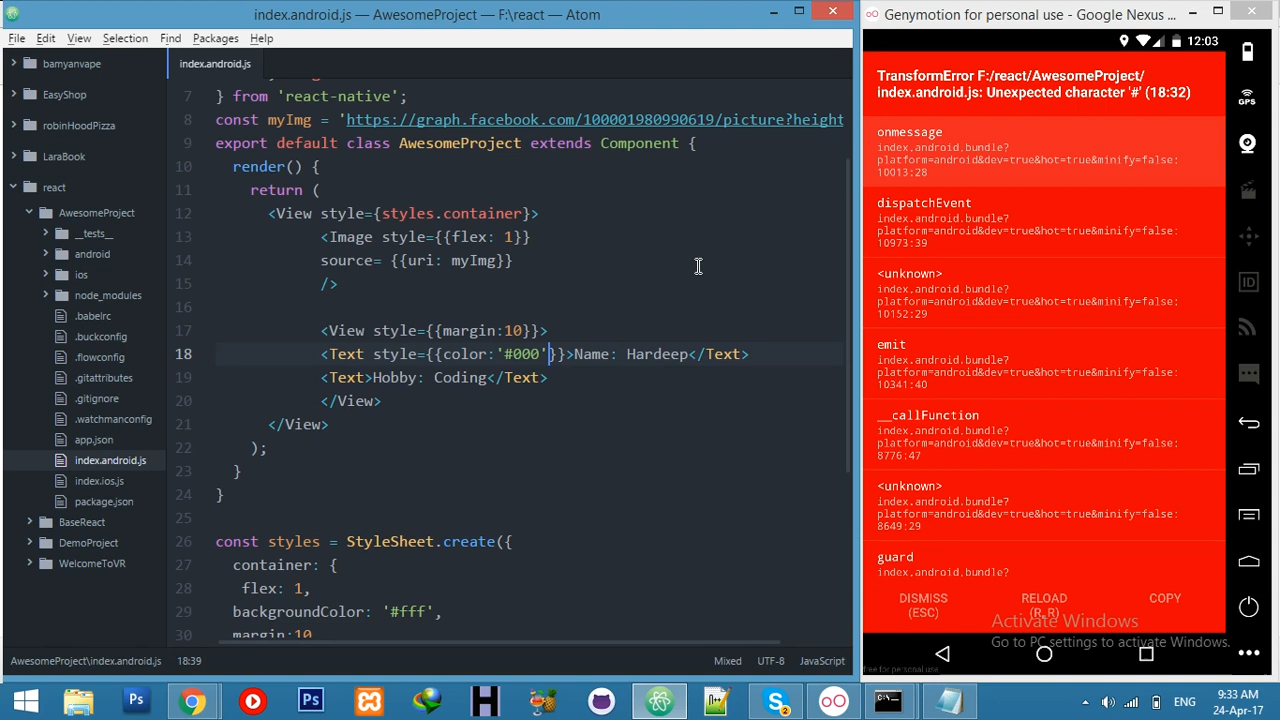 index.android.js — AwesomeProject — F:\react — Atom
File Edit View Selection Find Packages Help
bamyanvape
EasyShop
robinHoodPizza
LaraBook
react
AwesomeProject
__tests__
android
ios
node_modules
.babelrc
.buckconfig
.flowconfig
.gitattributes
.gitignore
.watchmanconfig
app.json
index.android.js
index.ios.js
package.json
BaseReact
DemoProject
WelcomeToVR
index.android.js
7 } from 'react-native';
8 const myImg = 'https://graph.facebook.com/100001980990619/picture?height
9 export default class AwesomeProject extends Component {
10 render() {
11 return (
12 <View style={styles.container}>
13 <Image style={{flex: 1}}
14 source= {{uri: myImg}}
15 />
16
17 <View style={{margin:10}}>
18 <Text style={{color:'#000'}}>Name: Hardeep</Text>
19 <Text>Hobby: Coding</Text>
20 </View>
21 </View>
22 );
23 }
24 }
25
26 const styles = StyleSheet.create({
27 container: {
28 flex: 1,
29 backgroundColor: '#fff',
30 margin:10
AwesomeProject\index.android.js 18:39 Mixed UTF-8 JavaScript
Genymotion for personal use - Google Nexus ...
12:03
TransformError F:/react/AwesomeProject/
index.android.js: Unexpected character '#' (18:32)
onmessage
index.android.bundle?
platform=android&dev=true&hot=true&minify=false:
10013:28
dispatchEvent
index.android.bundle?
platform=android&dev=true&hot=true&minify=false:
10973:39
<unknown>
index.android.bundle?
platform=android&dev=true&hot=true&minify=false:
10152:29
emit
index.android.bundle?
platform=android&dev=true&hot=true&minify=false:
10341:40
__callFunction
index.android.bundle?
platform=android&dev=true&hot=true&minify=false:
8776:47
<unknown>
index.android.bundle?
platform=android&dev=true&hot=true&minify=false:
8649:29
guard
index.android.bundle?
DISMISS RELOAD COPY
(ESC) (R,R)
Activate Windows
Go to PC settings to activate Windows.
free for personal use
GPS
ID
Ps
Ps
H
S 2
C:\_
ENG
9:33 AM
24-Apr-17